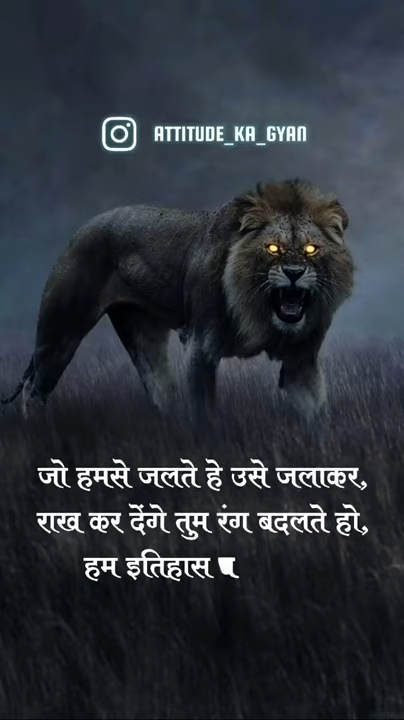 ATTITUDE_KA_GYAN
जो हमसे जलते हे उसे जलाकर,
राख कर देंगे तुम रंग बदलते हो,
हम इतिहास